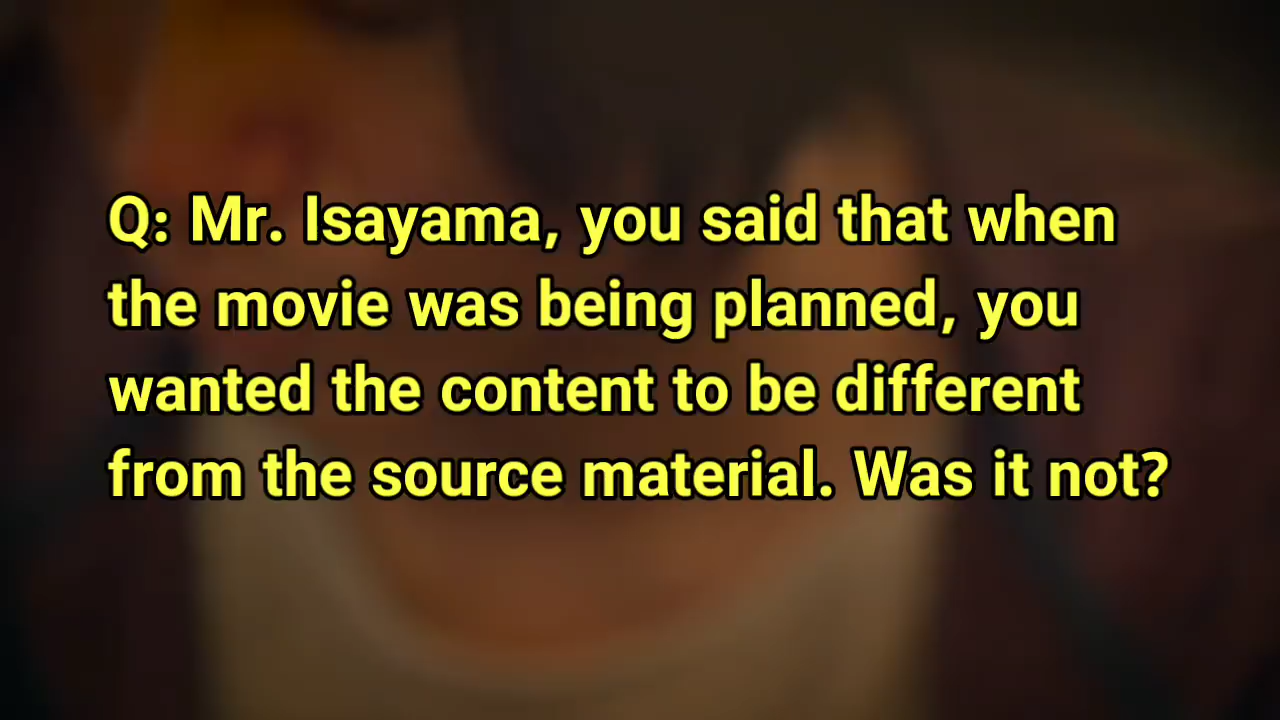 Q: Mr. Isayama, you said that when
the movie was being planned, you
wanted the content to be different
from the source material. Was it not?